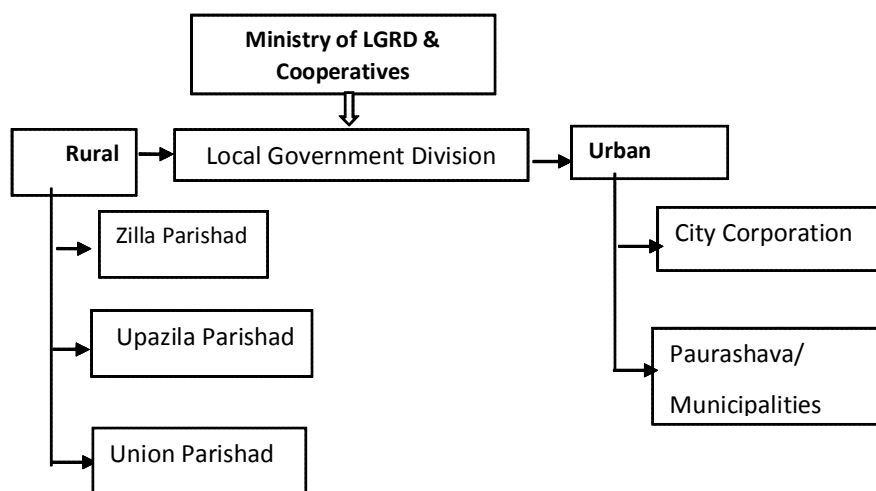 Ministry of LGRD &
Cooperatives
Rural
Local Government Division
Urban
Zilla Parishad
City Corporation
Upazila Parishad
Paurashava/
Municipalities
Union Parishad